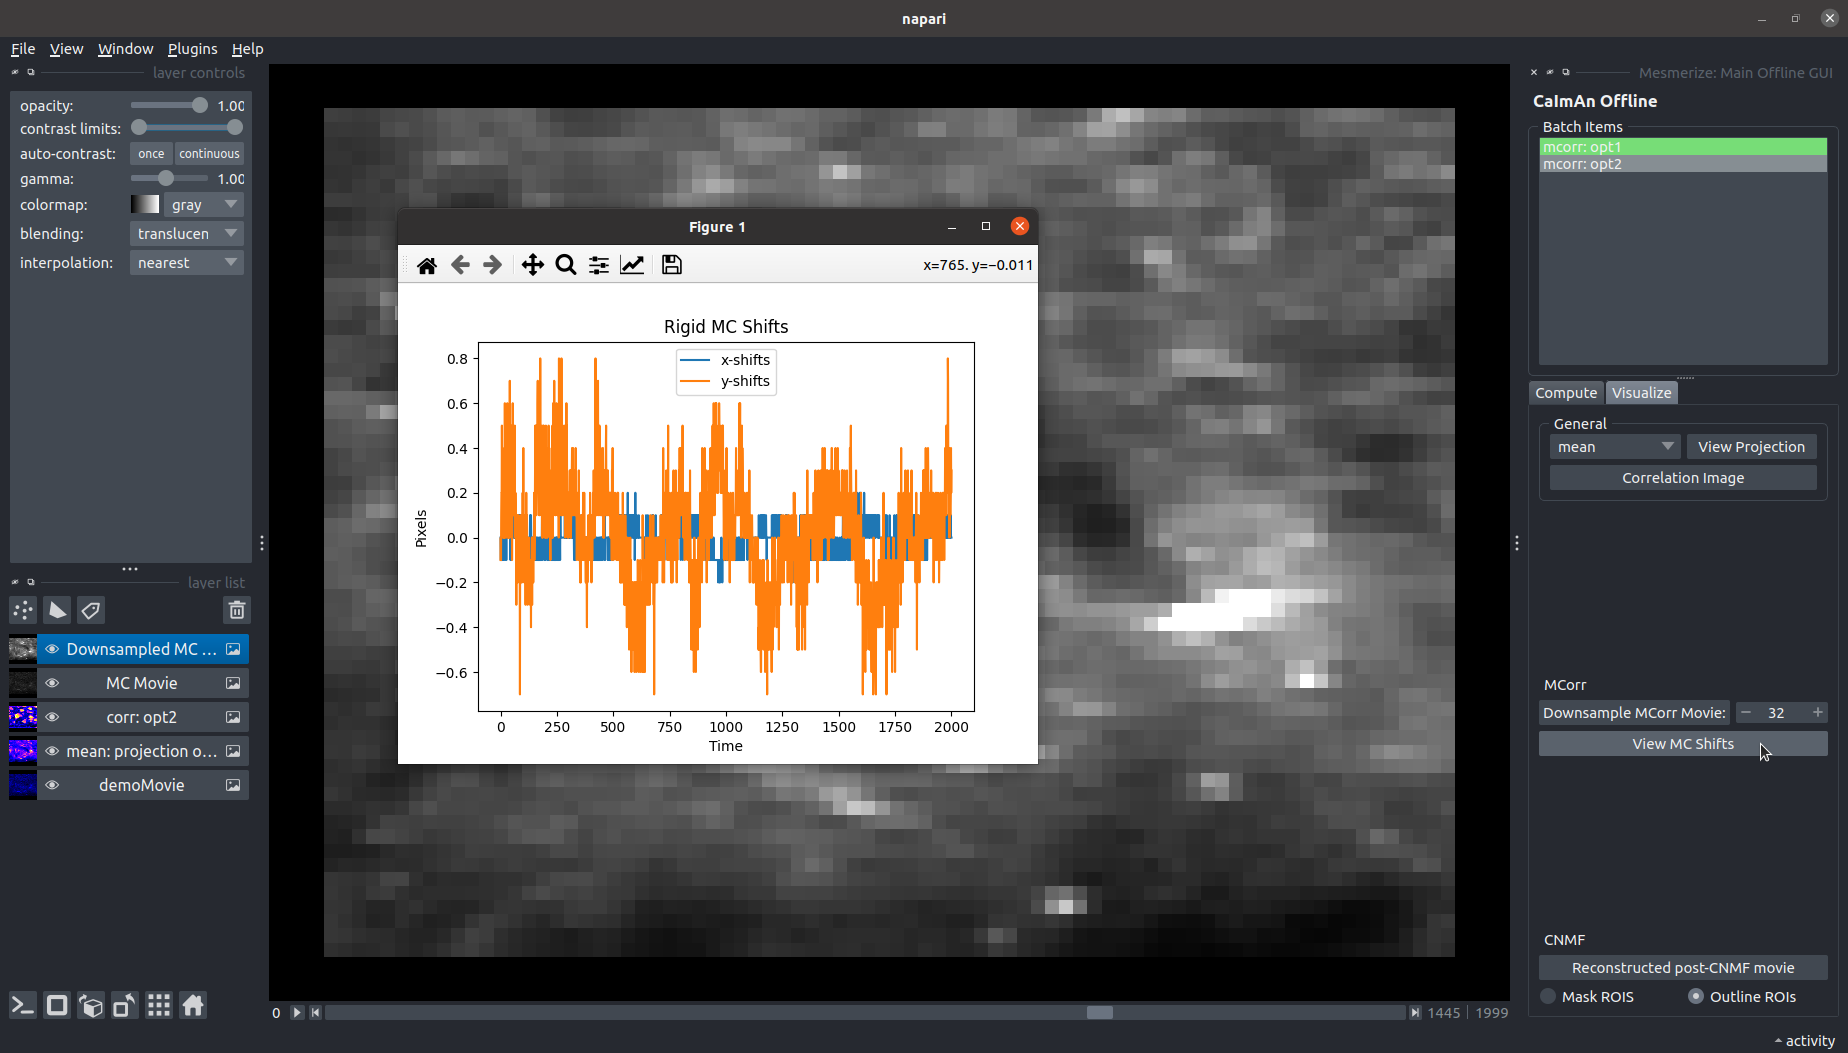 napari
File View Window Plugins Help
layer controls
opacity: 1.00
contrast limits:
auto-contrast: once continuous
gamma: 1.00
colormap: gray
blending: translucen
interpolation: nearest
layer list
Downsampled MC ...
MC Movie
corr: opt2
mean: projection o...
demoMovie
Figure 1
x=765. y=−0.011
Rigid MC Shifts
x-shifts
y-shifts
0.8
0.6
0.4
0.2
0.0
−0.2
−0.4
−0.6
Pixels
0 250 500 750 1000 1250 1500 1750 2000
Time
0 1445 1999
Mesmerize: Main Offline GUI
CaImAn Offline
Batch Items
mcorr: opt1
mcorr: opt2
Compute Visualize
General
mean View Projection
Correlation Image
MCorr
Downsample MCorr Movie: − 32 +
View MC Shifts
CNMF
Reconstructed post-CNMF movie
Mask ROIS Outline ROIs
activity